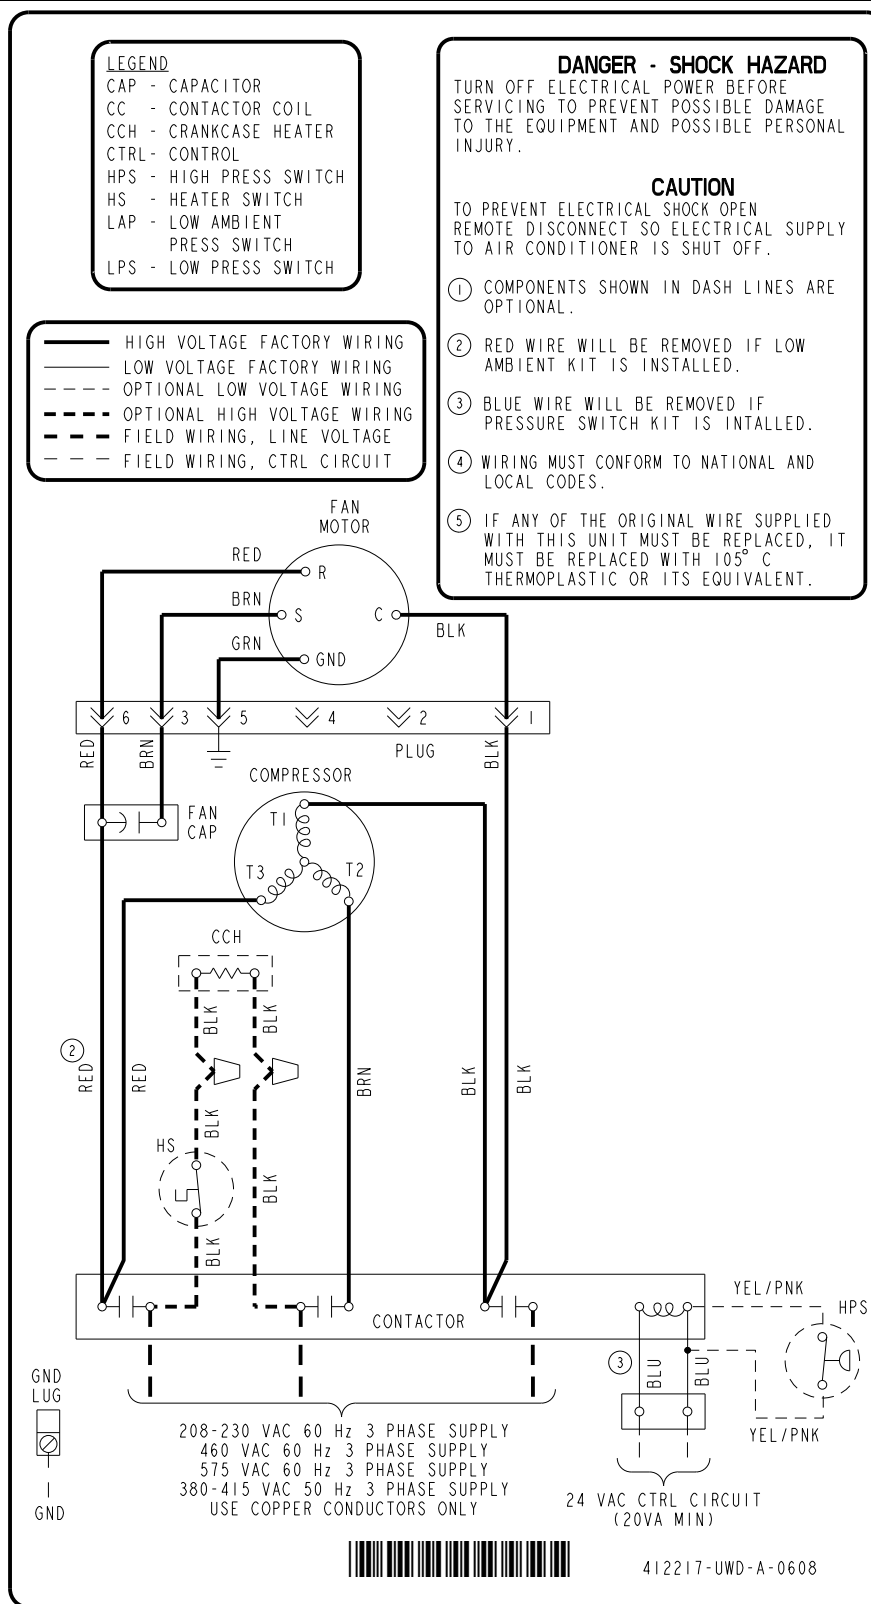 LEGEND
CAP - CAPACITOR
CC - CONTACTOR COIL
CCH - CRANKCASE HEATER
CTRL- CONTROL
HPS - HIGH PRESS SWITCH
HS - HEATER SWITCH
LAP - LOW AMBIENT
PRESS SWITCH
LPS - LOW PRESS SWITCH
HIGH VOLTAGE FACTORY WIRING
LOW VOLTAGE FACTORY WIRING
OPTIONAL LOW VOLTAGE WIRING
OPTIONAL HIGH VOLTAGE WIRING
FIELD WIRING, LINE VOLTAGE
FIELD WIRING, CTRL CIRCUIT
DANGER - SHOCK HAZARD
TURN OFF ELECTRICAL POWER BEFORE
SERVICING TO PREVENT POSSIBLE DAMAGE
TO THE EQUIPMENT AND POSSIBLE PERSONAL
INJURY.
CAUTION
TO PREVENT ELECTRICAL SHOCK OPEN
REMOTE DISCONNECT SO ELECTRICAL SUPPLY
TO AIR CONDITIONER IS SHUT OFF.
1 COMPONENTS SHOWN IN DASH LINES ARE
OPTIONAL.
2 RED WIRE WILL BE REMOVED IF LOW
AMBIENT KIT IS INSTALLED.
3 BLUE WIRE WILL BE REMOVED IF
PRESSURE SWITCH KIT IS INTALLED.
4 WIRING MUST CONFORM TO NATIONAL AND
LOCAL CODES.
5 IF ANY OF THE ORIGINAL WIRE SUPPLIED
WITH THIS UNIT MUST BE REPLACED, IT
MUST BE REPLACED WITH 105° C
THERMOPLASTIC OR ITS EQUIVALENT.
FAN
MOTOR
RED
R
BRN
S
C
BLK
GRN
GND
6
3
5
4
2
1
RED
BRN
PLUG
BLK
COMPRESSOR
FAN
CAP
T1
T3
T2
CCH
BLK
BLK
2
RED
RED
BRN
BLK
BLK
BLK
HS
BLK
BLK
CONTACTOR
YEL/PNK
HPS
3
BLU
BLU
YEL/PNK
GND
LUG
GND
208-230 VAC 60 Hz 3 PHASE SUPPLY
460 VAC 60 Hz 3 PHASE SUPPLY
575 VAC 60 Hz 3 PHASE SUPPLY
380-415 VAC 50 Hz 3 PHASE SUPPLY
USE COPPER CONDUCTORS ONLY
24 VAC CTRL CIRCUIT
(20VA MIN)
412217-UWD-A-0608